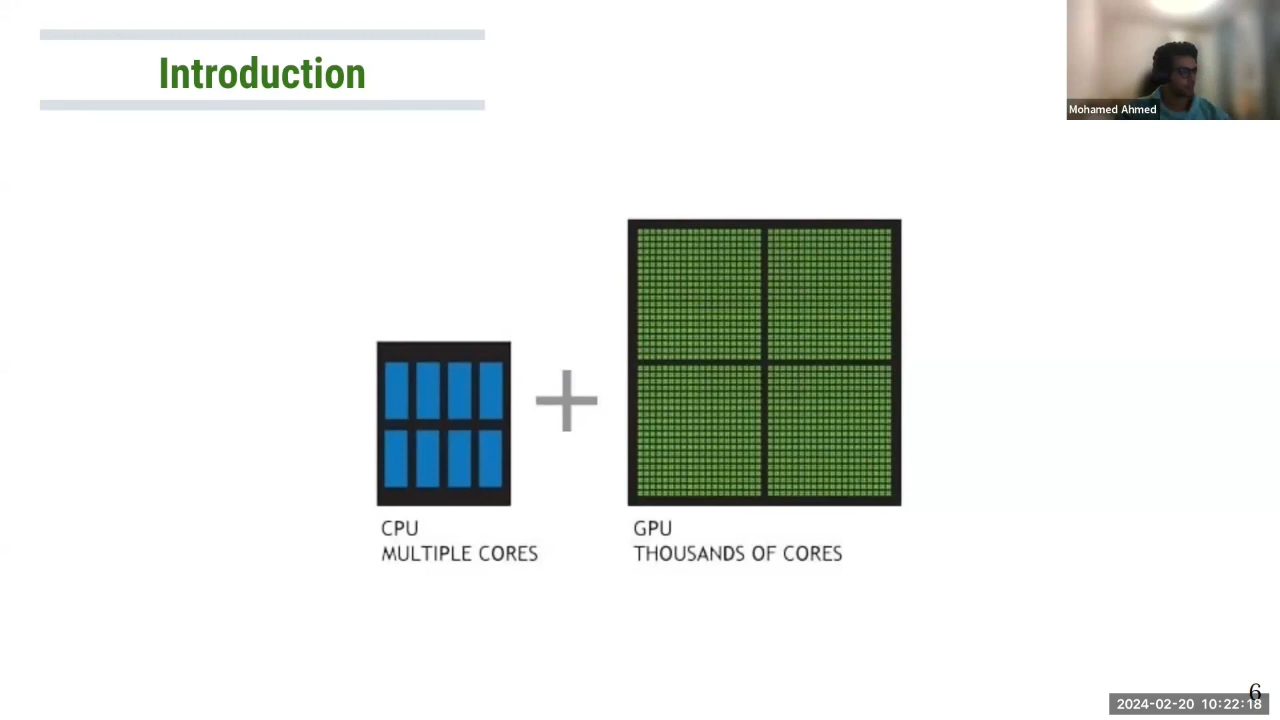 Introduction
Mohamed Ahmed
CPU
MULTIPLE CORES
GPU
THOUSANDS OF CORES
6
2024-02-20 10:22:18